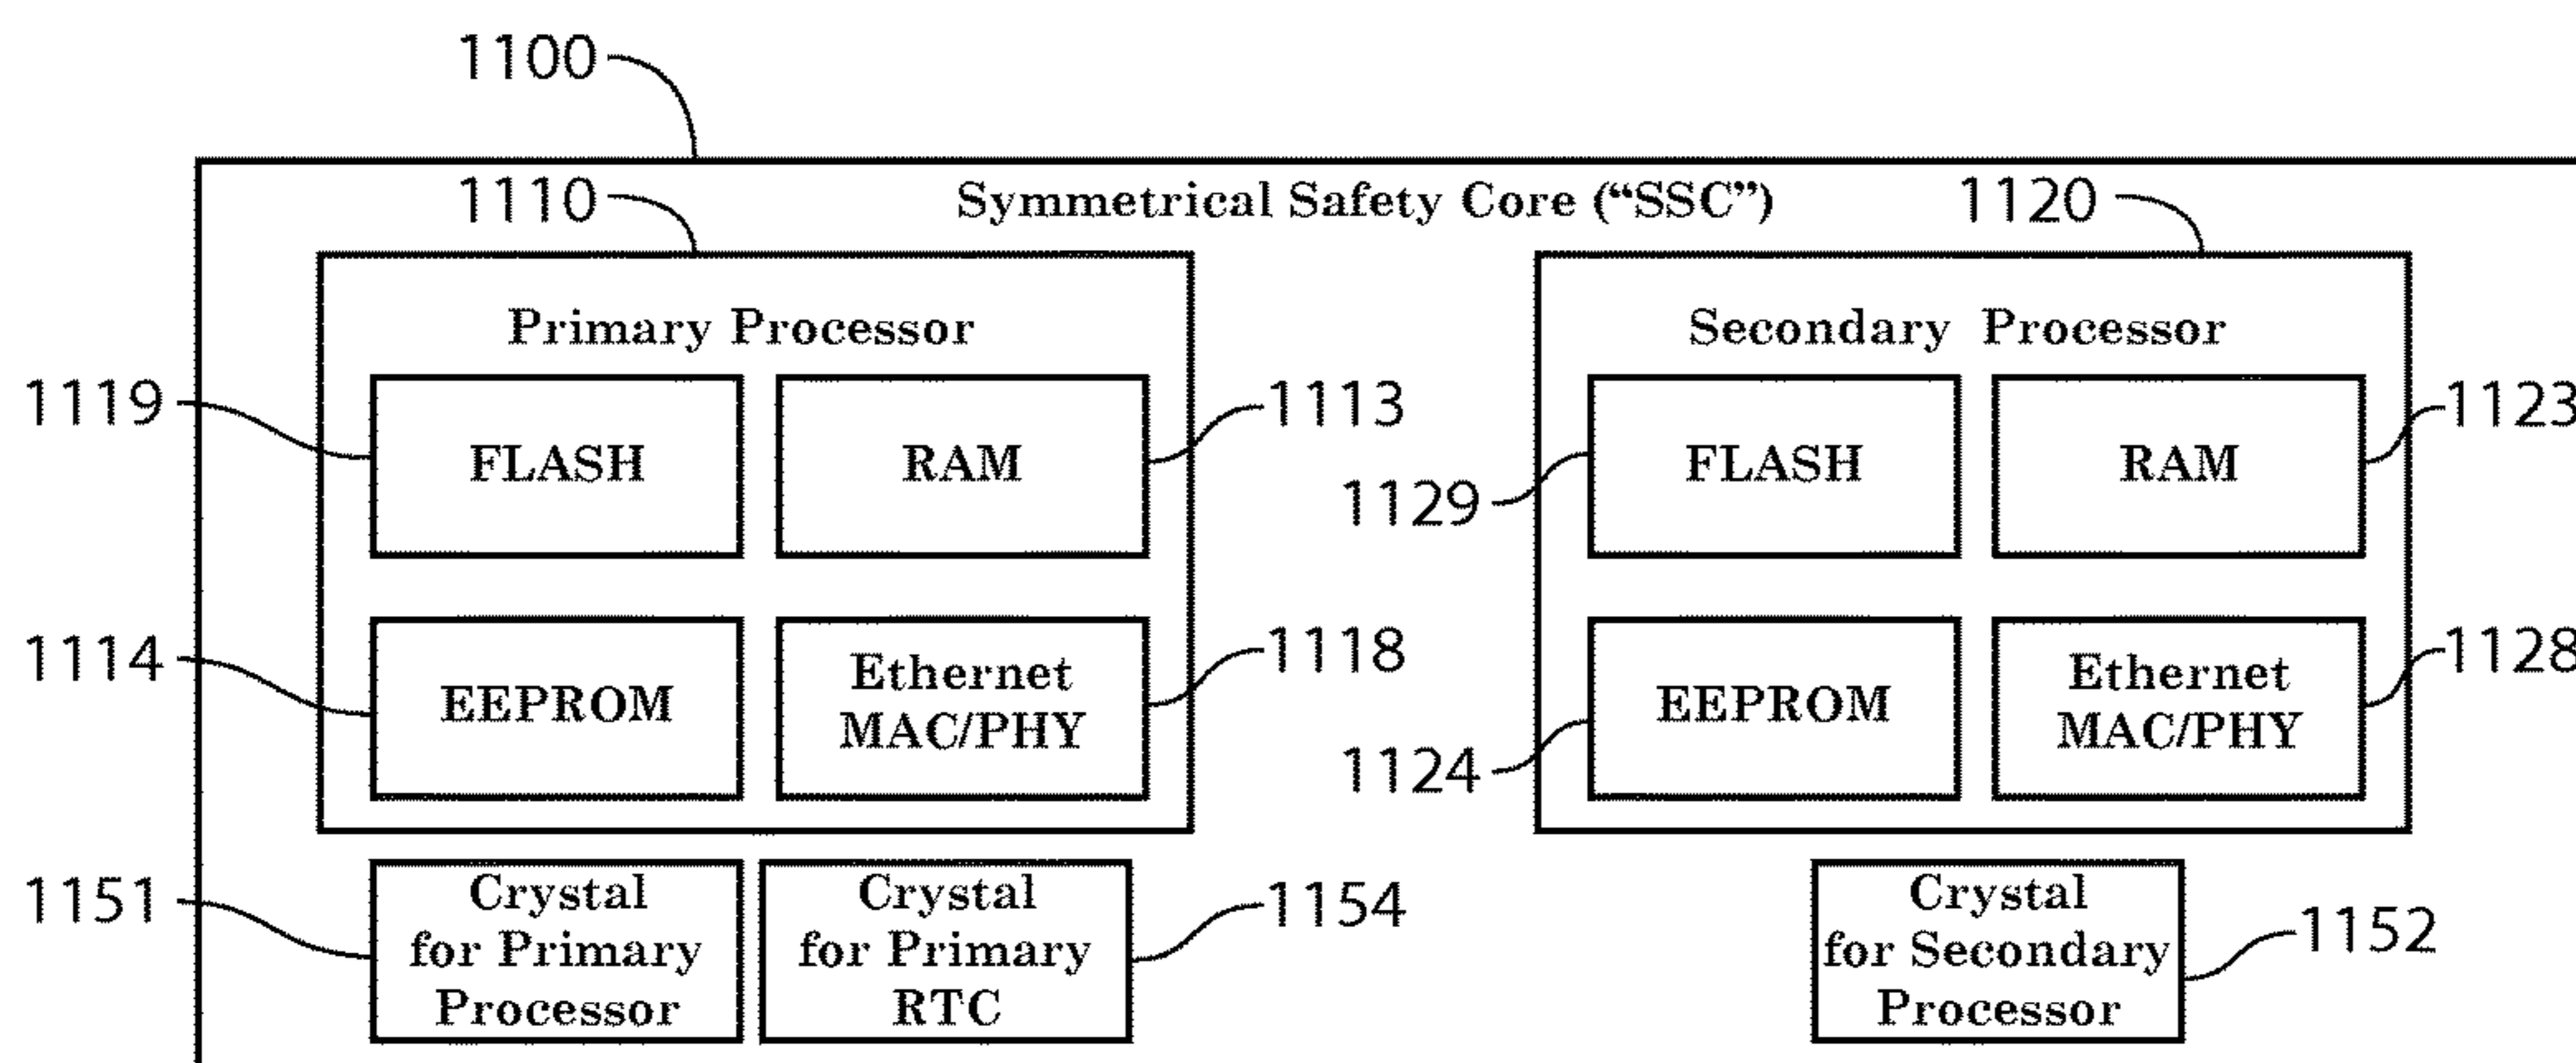 1100
1110
Symmetrical Safety Core (“SSC”)
1120
Primary Processor
Secondary Processor
1119
FLASH
RAM
1113
1129
FLASH
RAM
1123
1114
EEPROM
Ethernet
MAC/PHY
1118
1124
EEPROM
Ethernet
MAC/PHY
1128
1151
Crystal
for Primary
Processor
Crystal
for Primary
RTC
1154
Crystal
for Secondary
Processor
1152